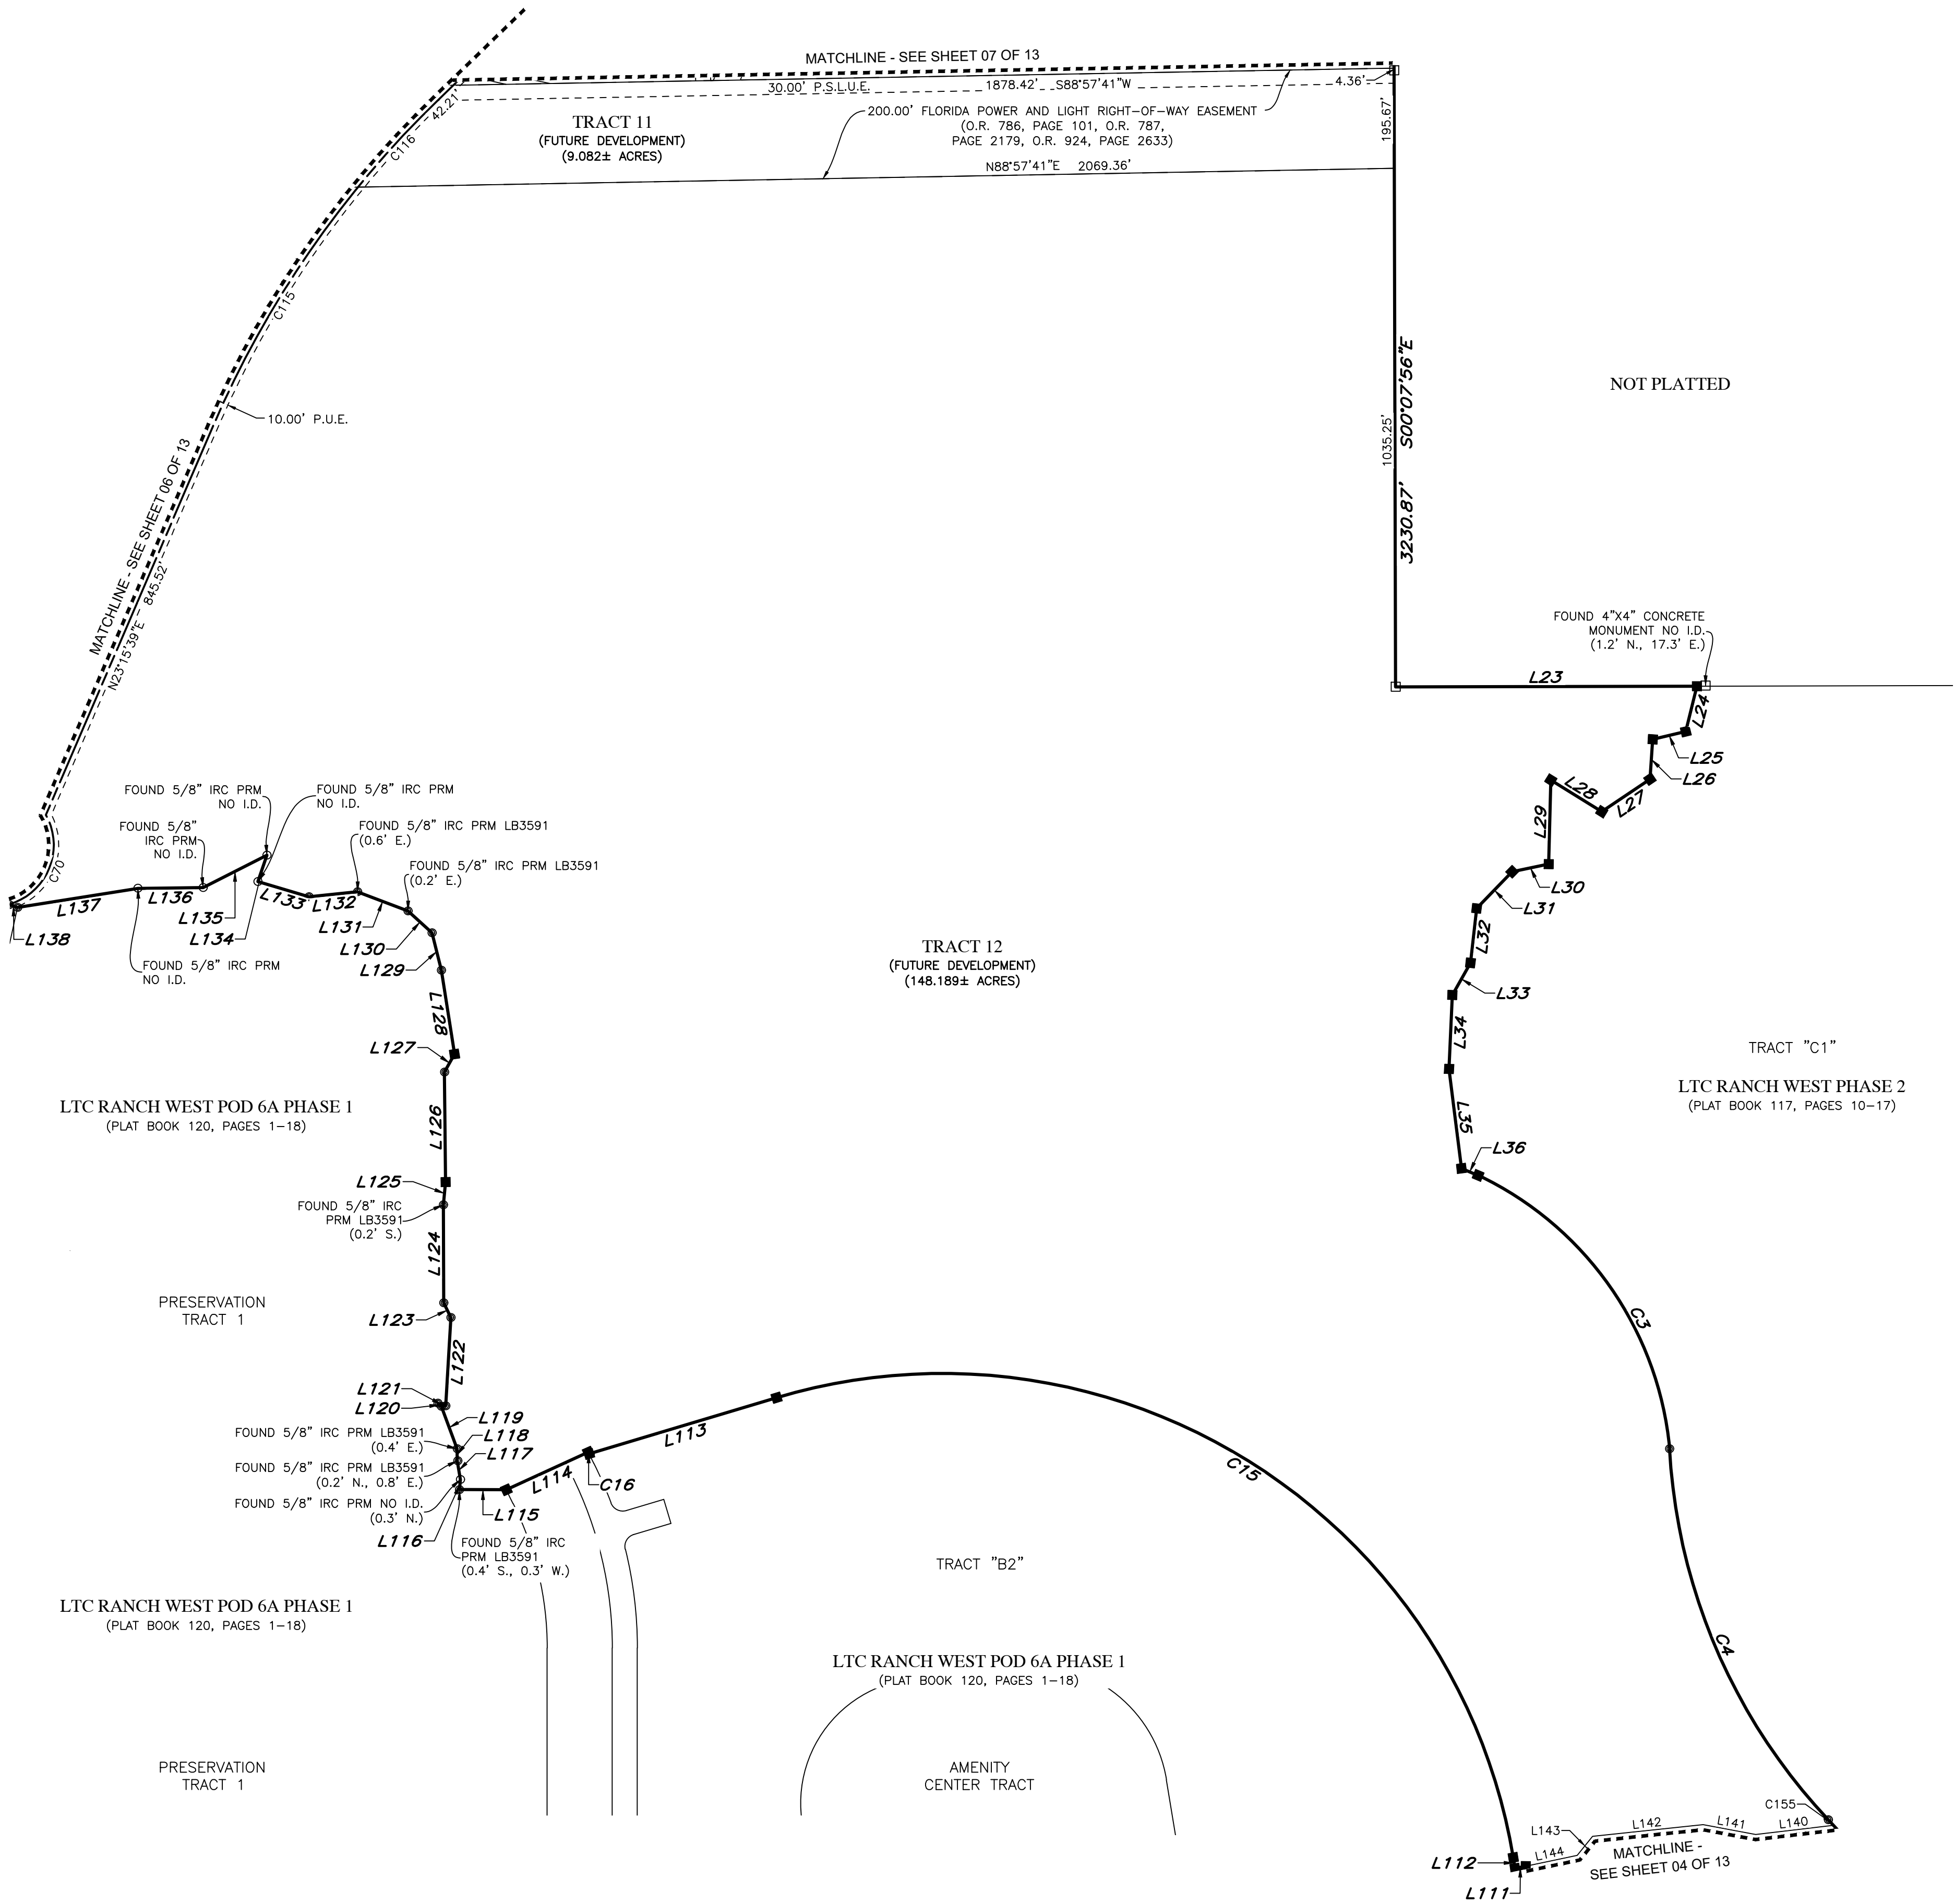 MATCHLINE - SEE SHEET 07 OF 13
30.00' P.S.L.U.E.
1878.42' S88°57'41"W
4.36'
42.21'
C116
TRACT 11
(FUTURE DEVELOPMENT)
(9.082± ACRES)
200.00' FLORIDA POWER AND LIGHT RIGHT-OF-WAY EASEMENT
(O.R. 786, PAGE 101, O.R. 787,
PAGE 2179, O.R. 924, PAGE 2633)
N88°57'41"E 2069.36'
195.67'
C115
10.00' P.U.E.
MATCHLINE - SEE SHEET 06 OF 13
N23°15'39"E 845.52'
1035.25'
3230.87' S00°07'56"E
NOT PLATTED
FOUND 4"X4" CONCRETE
MONUMENT NO I.D.
(1.2' N., 17.3' E.)
L23
L24
L25
L26
L27
L28
L29
L30
L31
L32
L33
L34
L35
L36
FOUND 5/8" IRC PRM
NO I.D.
FOUND 5/8" IRC PRM
NO I.D.
FOUND 5/8"
IRC PRM
NO I.D.
FOUND 5/8" IRC PRM LB3591
(0.6' E.)
FOUND 5/8" IRC PRM LB3591
(0.2' E.)
C70
L138
L137
L136
L135
L134
L133
L132
L131
L130
L129
FOUND 5/8" IRC PRM
NO I.D.
L128
L127
TRACT 12
(FUTURE DEVELOPMENT)
(148.189± ACRES)
TRACT "C1"
LTC RANCH WEST PHASE 2
(PLAT BOOK 117, PAGES 10-17)
LTC RANCH WEST POD 6A PHASE 1
(PLAT BOOK 120, PAGES 1-18)
L126
L125
FOUND 5/8" IRC
PRM LB3591
(0.2' S.)
L124
PRESERVATION
TRACT 1
L123
L122
L121
L120
L119
L118
L117
FOUND 5/8" IRC PRM LB3591
(0.4' E.)
FOUND 5/8" IRC PRM LB3591
(0.2' N., 0.8' E.)
FOUND 5/8" IRC PRM NO I.D.
(0.3' N.)
L116
L115
L114
L113
C16
C15
C3
C4
FOUND 5/8" IRC
PRM LB3591
(0.4' S., 0.3' W.)
TRACT "B2"
LTC RANCH WEST POD 6A PHASE 1
(PLAT BOOK 120, PAGES 1-18)
LTC RANCH WEST POD 6A PHASE 1
(PLAT BOOK 120, PAGES 1-18)
PRESERVATION
TRACT 1
AMENITY
CENTER TRACT
C155
L140
L141
L142
L143
L144
MATCHLINE -
SEE SHEET 04 OF 13
L112
L111